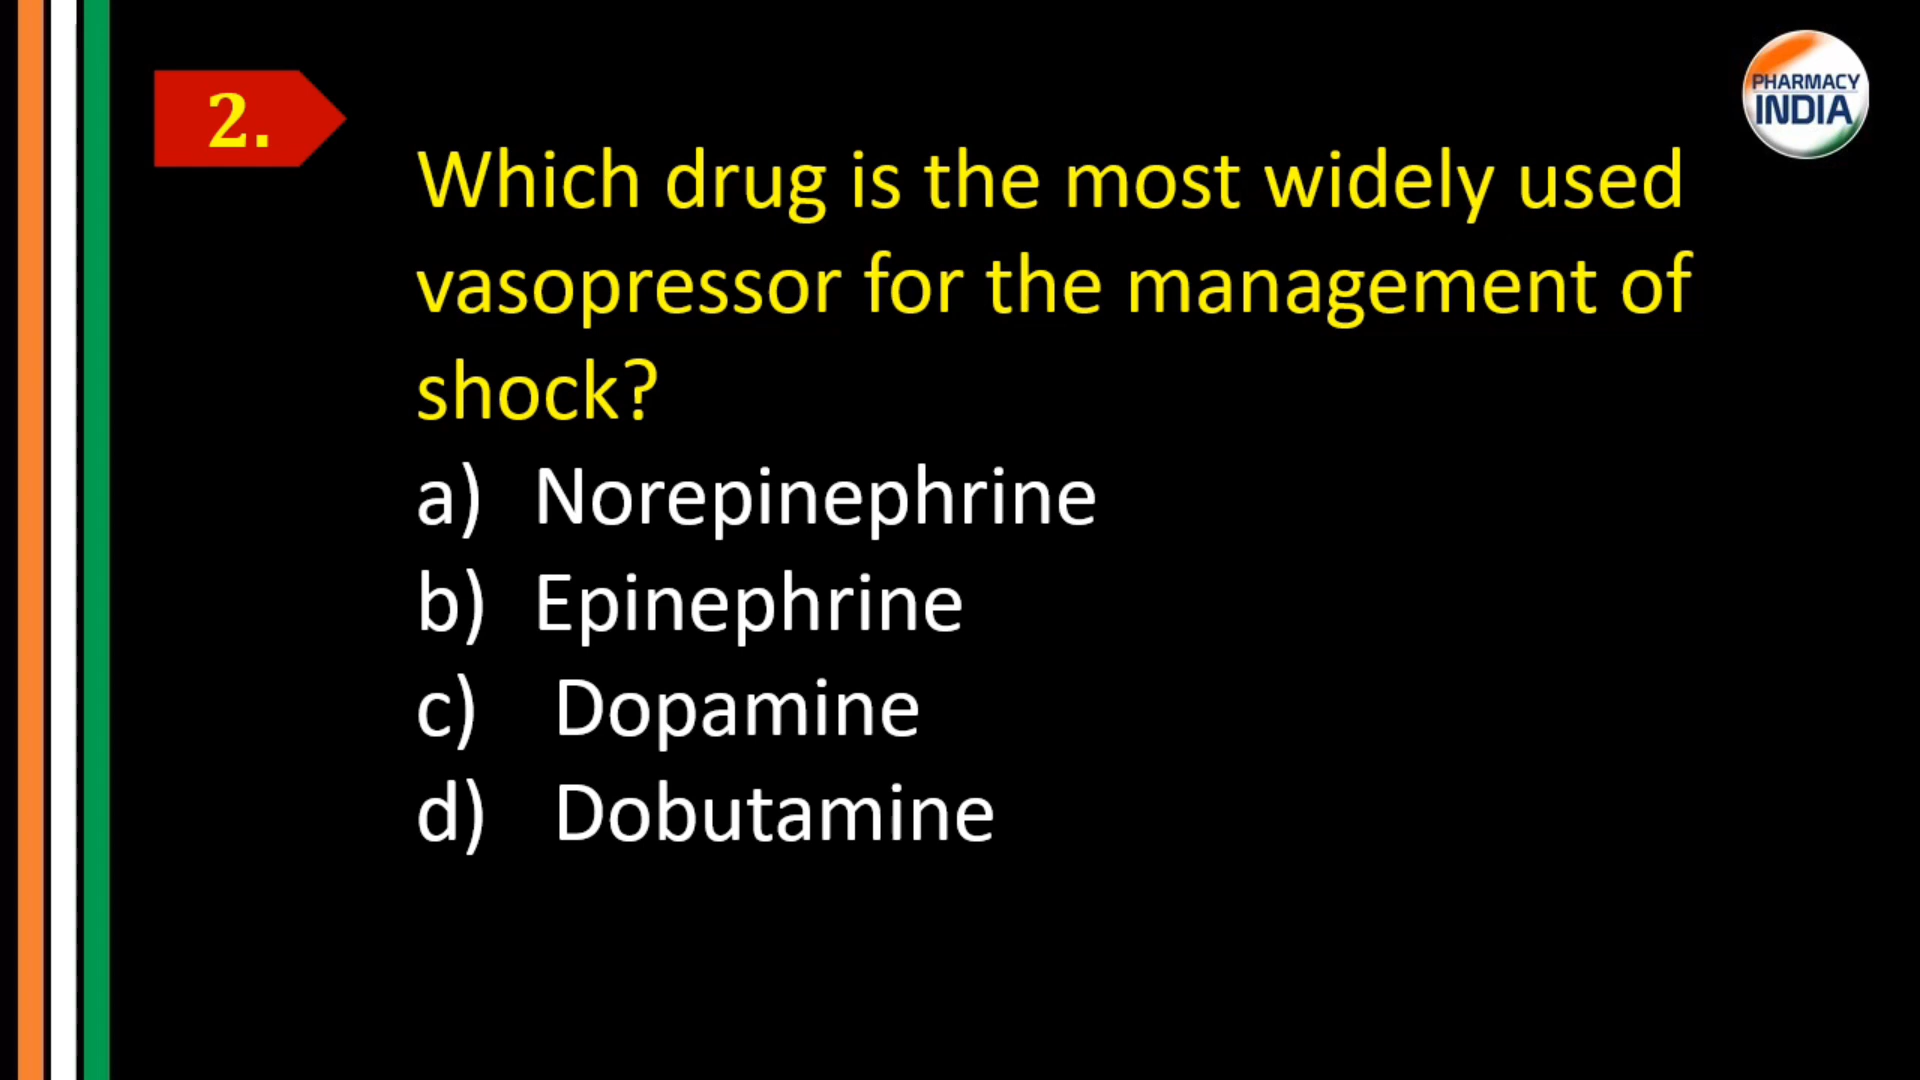 2.
PHARMACY
INDIA
Which drug is the most widely used
vasopressor for the management of
shock?
a) Norepinephrine
b) Epinephrine
c) Dopamine
d) Dobutamine